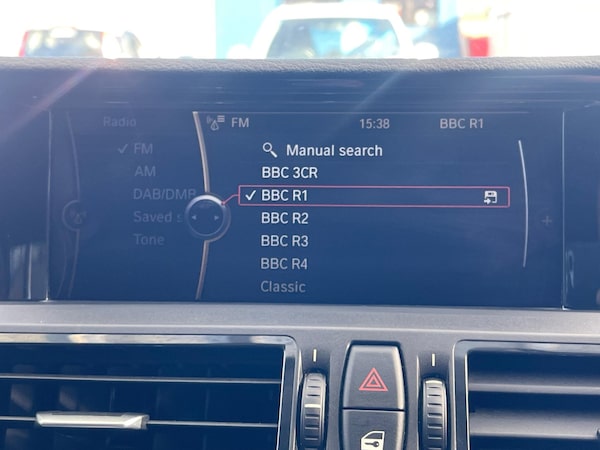 Radio
FM
15:38
BBC R1
FM
AM
DAB/DMB
Saved s
Tone
Manual search
BBC 3CR
BBC R1
BBC R2
BBC R3
BBC R4
Classic